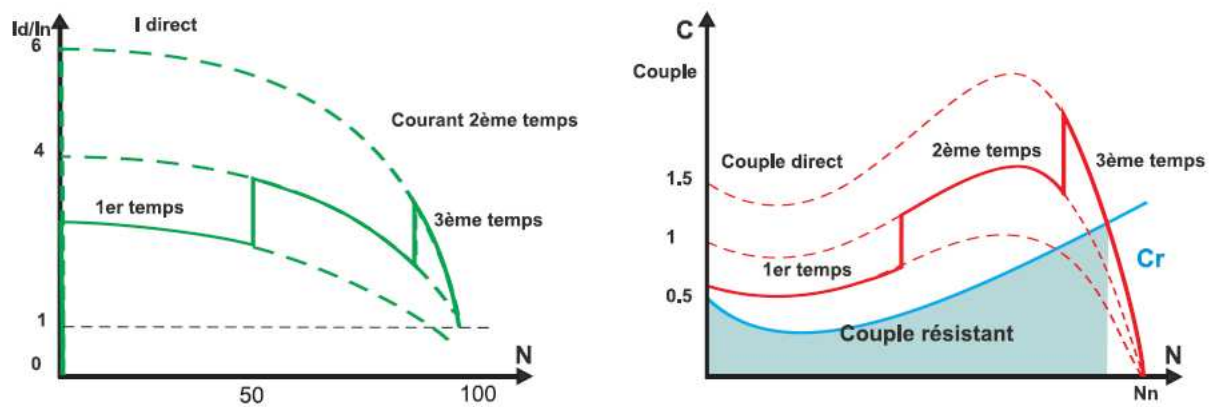 Id/In
I direct
6
Courant 2ème temps
4
1er temps
3ème temps
1
0
N
50
100
C
Couple
2ème temps
3ème temps
Couple direct
1.5
1
1er temps
Cr
0.5
Couple résistant
N
Nn